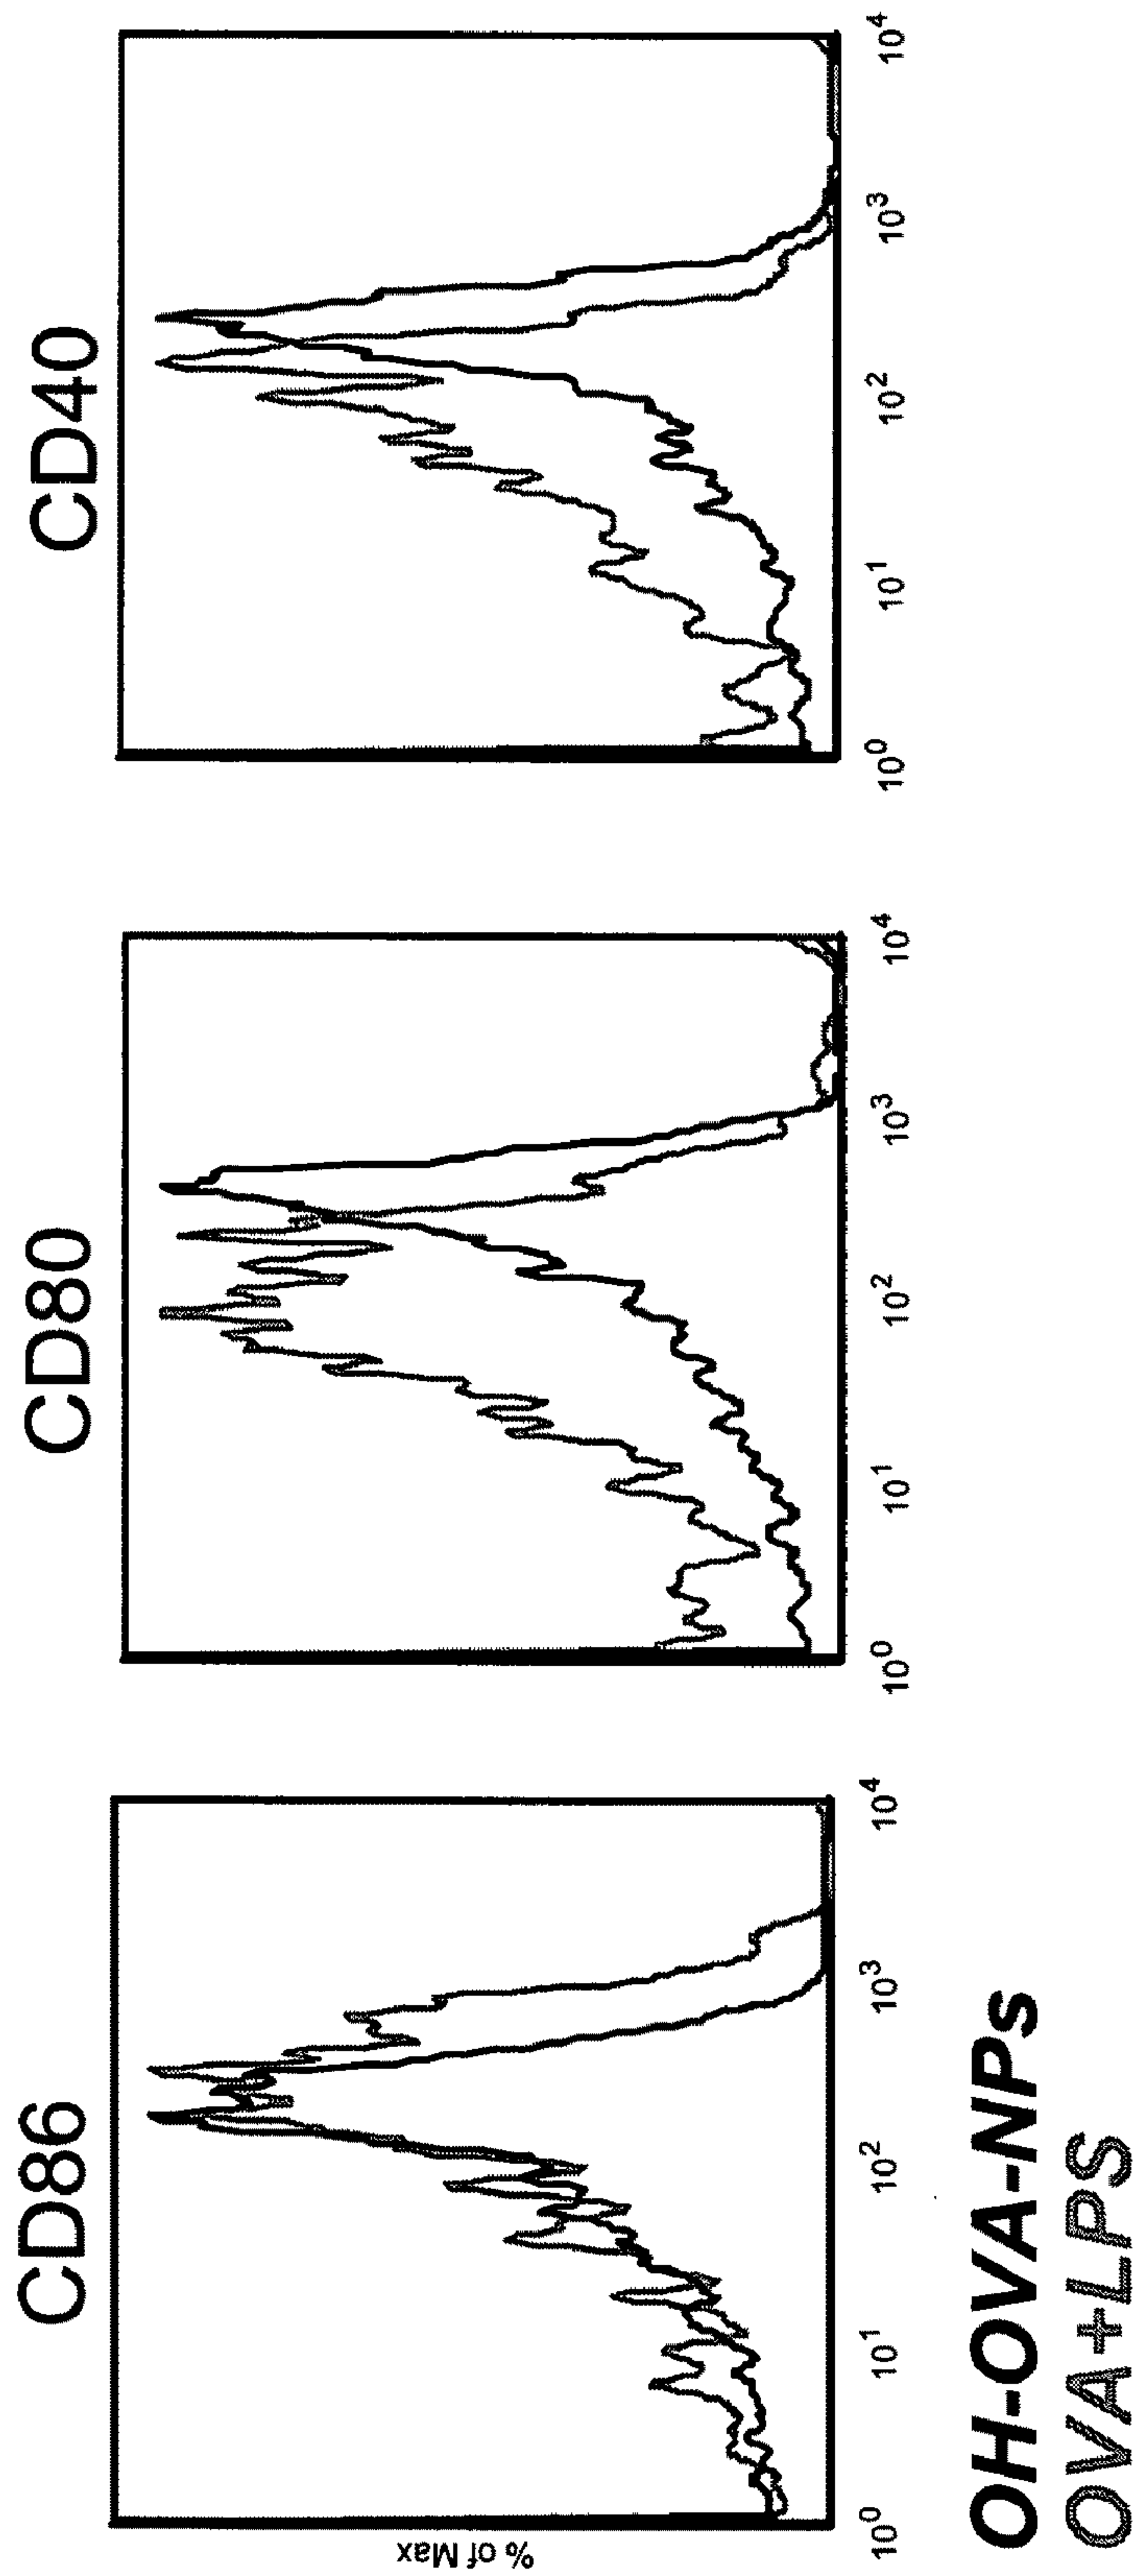 CD86
CD80
CD40
% of Max
10⁰ 10¹ 10² 10³ 10⁴
10⁰ 10¹ 10² 10³ 10⁴
10⁰ 10¹ 10² 10³ 10⁴
OH-OVA-NPs
OVA+LPS